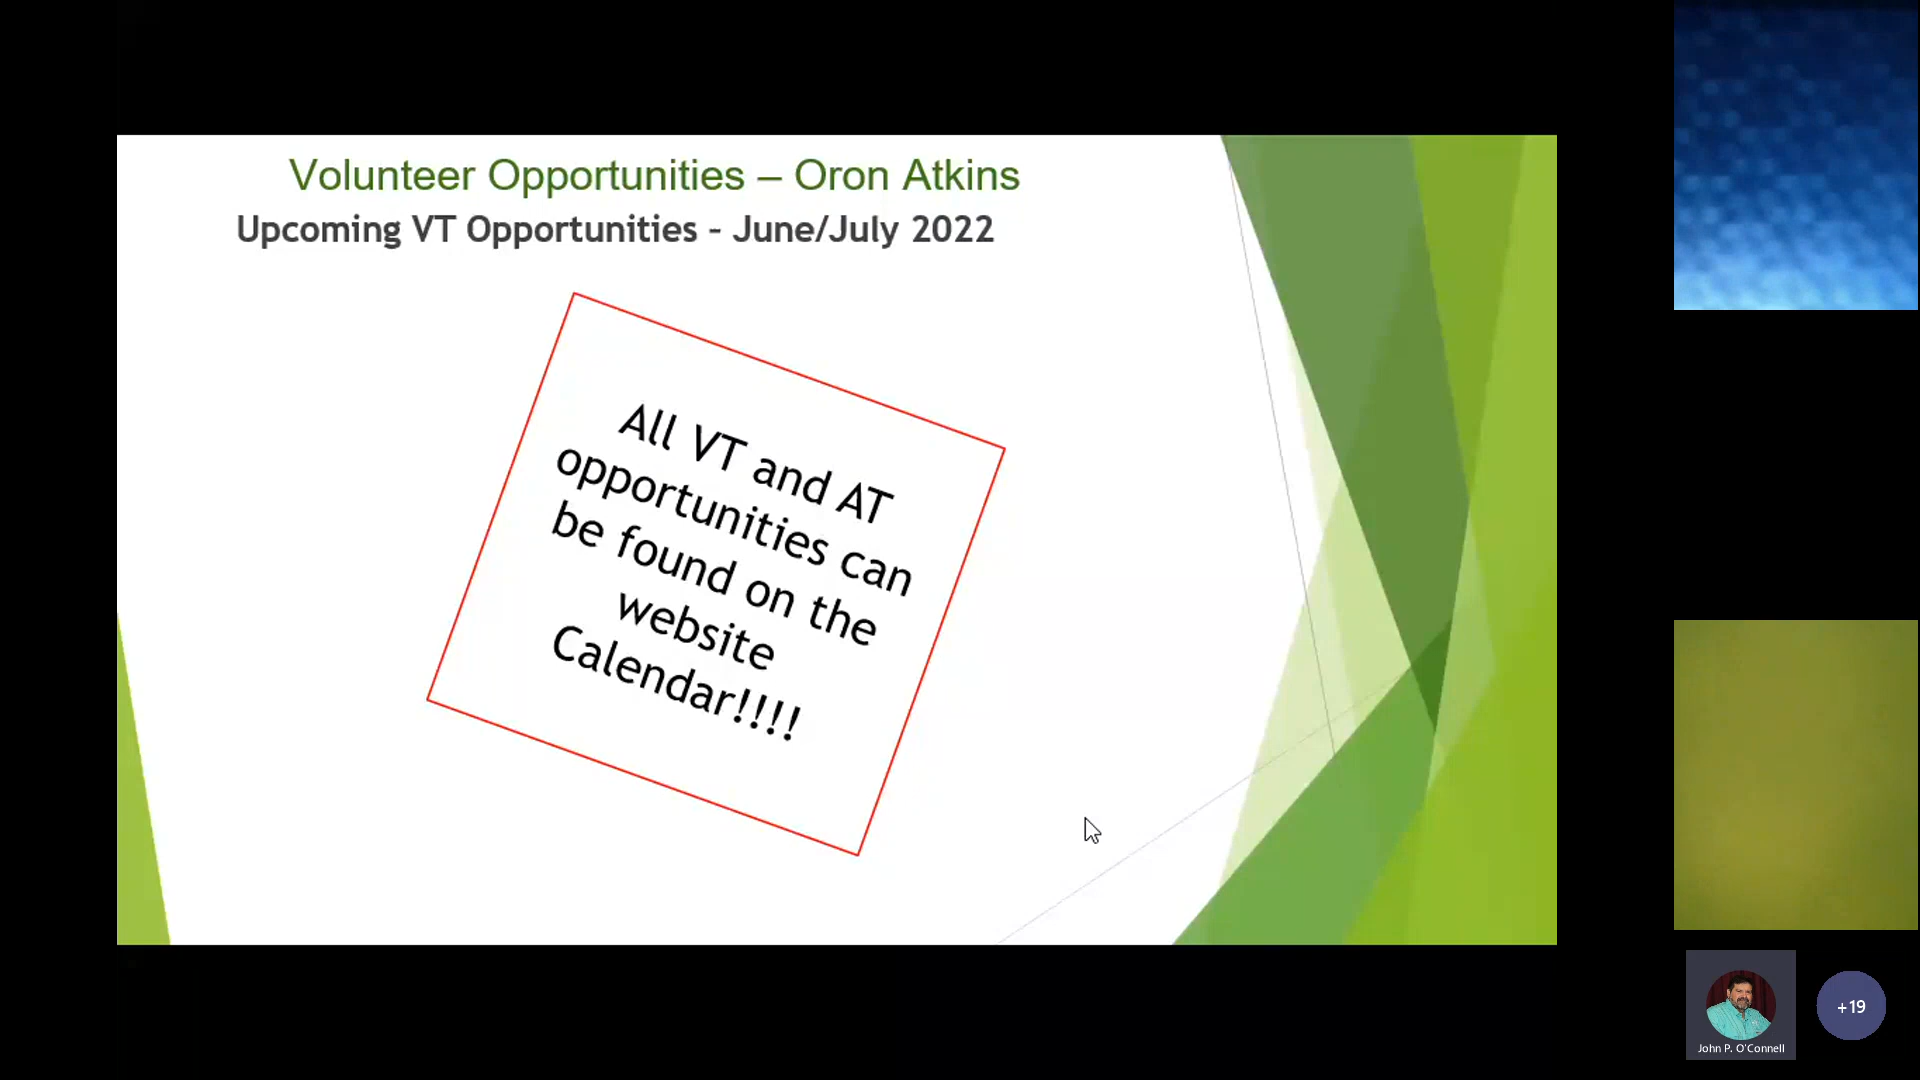 Volunteer Opportunities – Oron Atkins
Upcoming VT Opportunities - June/July 2022
All VT and AT
opportunities can
be found on the
website
Calendar!!!!
John P. O'Connell
+19